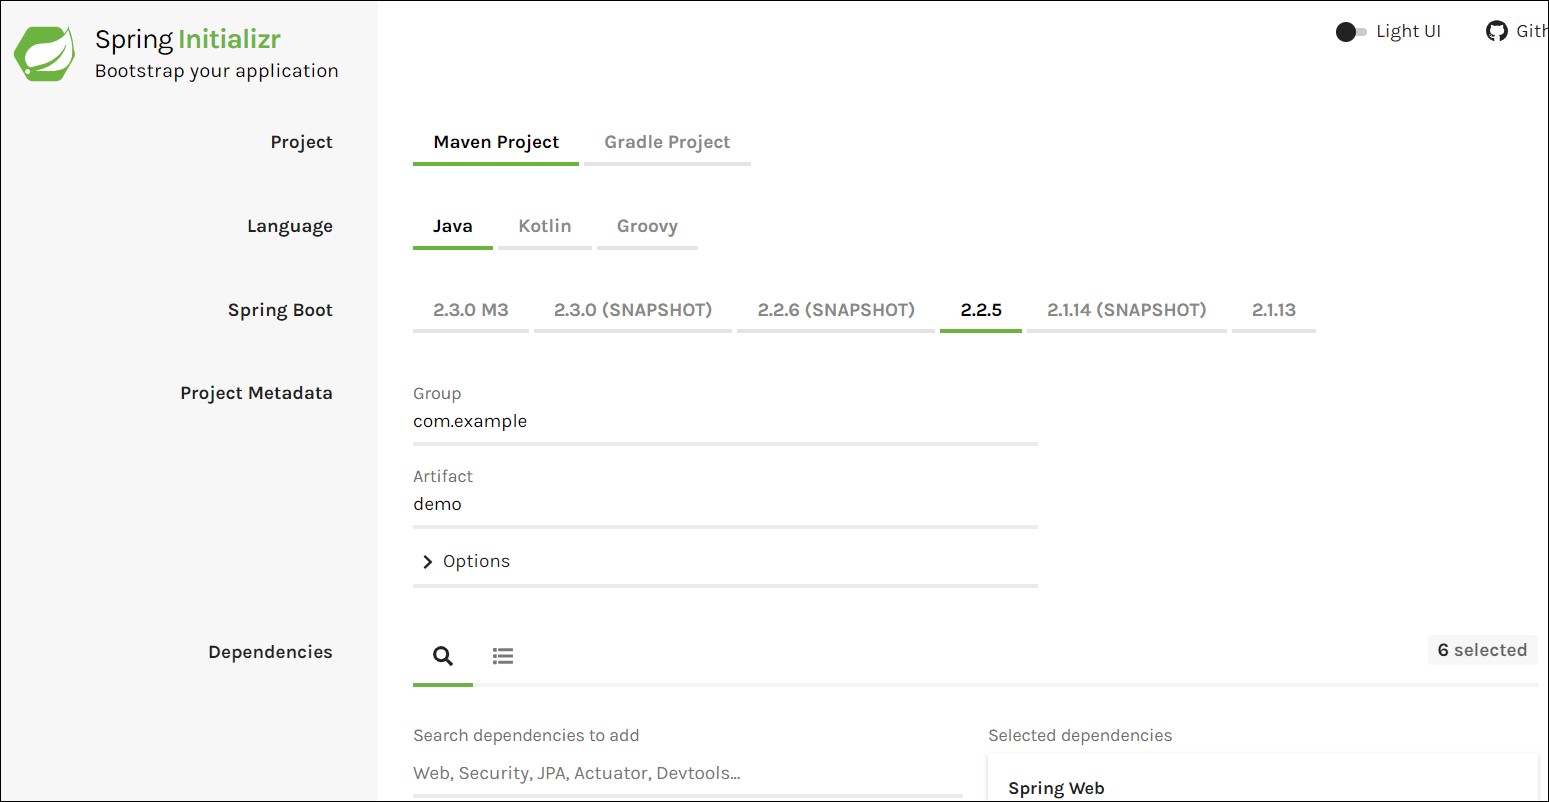 Spring Initializr
Bootstrap your application
Light UI
Gith
Project
Maven Project Gradle Project
Language
Java Kotlin Groovy
Spring Boot
2.3.0 M3 2.3.0 (SNAPSHOT) 2.2.6 (SNAPSHOT) 2.2.5 2.1.14 (SNAPSHOT) 2.1.13
Project Metadata
Group
com.example
Artifact
demo
Options
Dependencies
6 selected
Search dependencies to add
Web, Security, JPA, Actuator, Devtools...
Selected dependencies
Spring Web